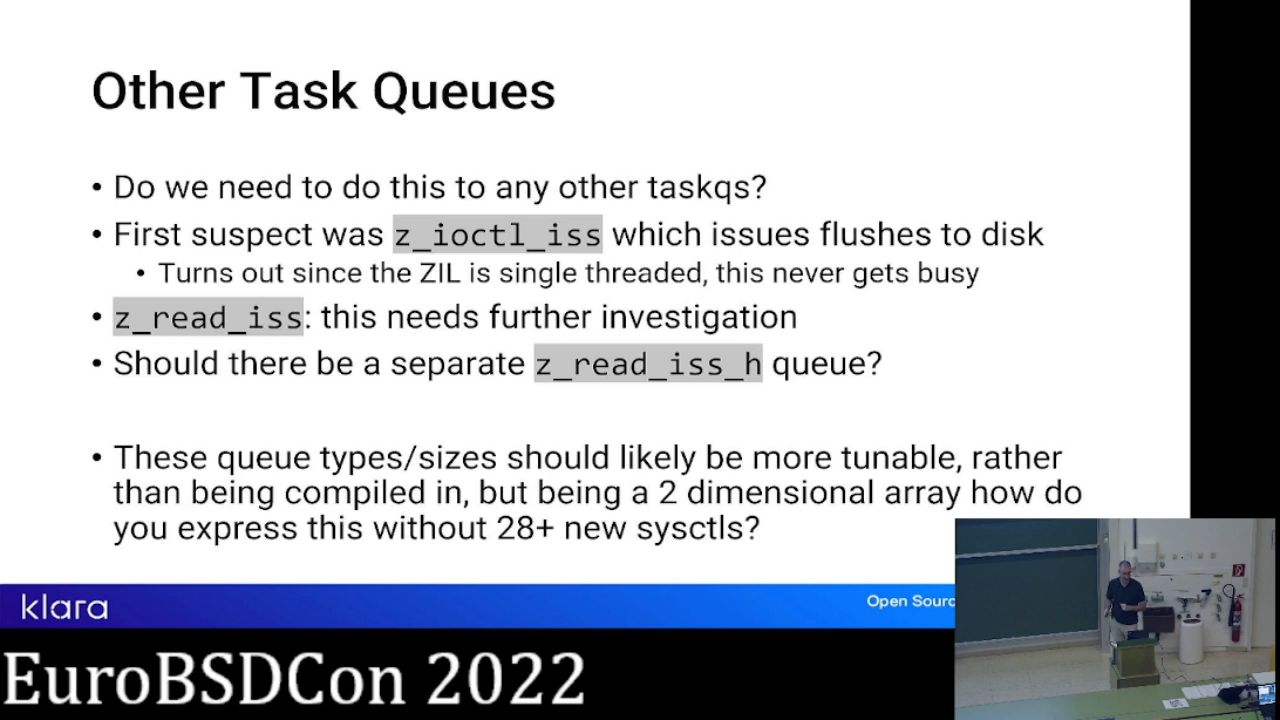 Other Task Queues
• Do we need to do this to any other taskqs?
• First suspect was z_ioctl_iss which issues flushes to disk
• Turns out since the ZIL is single threaded, this never gets busy
• z_read_iss: this needs further investigation
• Should there be a separate z_read_iss_h queue?
• These queue types/sizes should likely be more tunable, rather
than being compiled in, but being a 2 dimensional array how do
you express this without 28+ new sysctls?
klara
Open Sourc
EuroBSDCon 2022